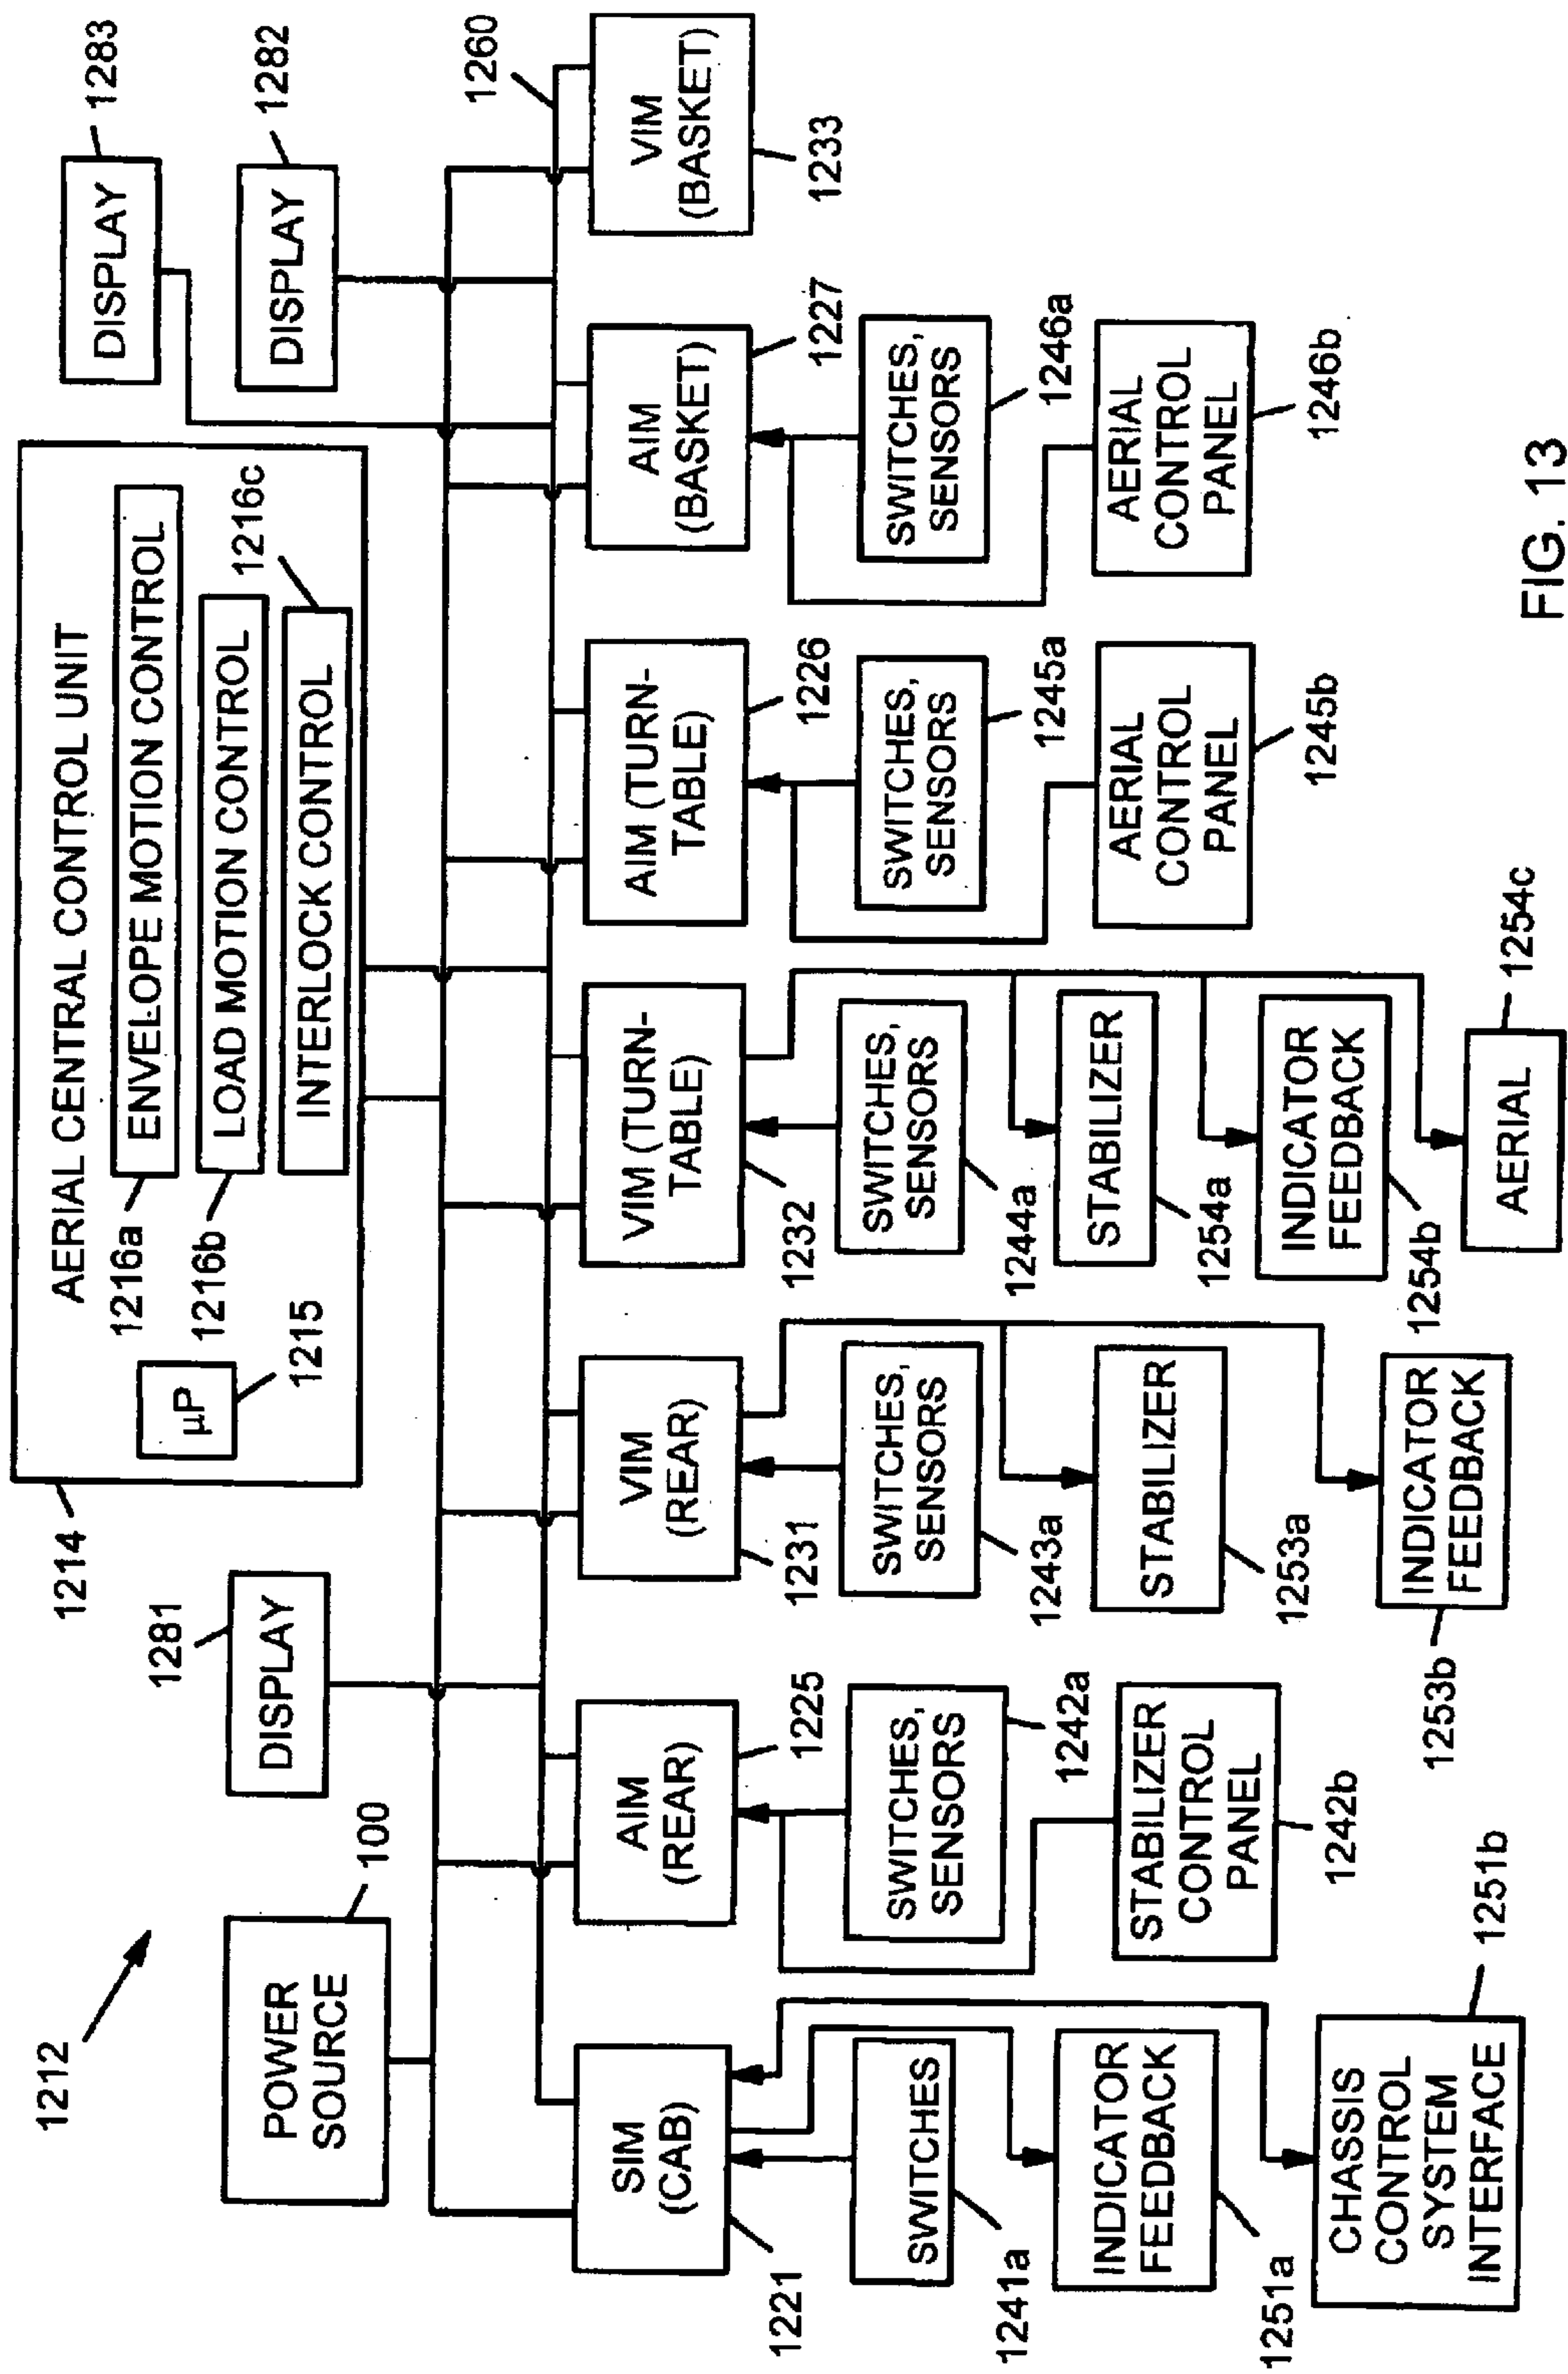 1212
POWER
SOURCE
100
DISPLAY
1281
1214
AERIAL CENTRAL CONTROL UNIT
µP
1215
1216a
ENVELOPE MOTION CONTROL
1216b
LOAD MOTION CONTROL
INTERLOCK CONTROL
1216c
DISPLAY
1283
DISPLAY
1282
1260
SIM
(CAB)
1221
SWITCHES
1241a
INDICATOR
FEEDBACK
1251a
CHASSIS
CONTROL
SYSTEM
INTERFACE
1251b
AIM
(REAR)
1225
SWITCHES,
SENSORS
1242a
STABILIZER
CONTROL
PANEL
1242b
VIM
(REAR)
1231
SWITCHES,
SENSORS
1243a
STABILIZER
1253a
INDICATOR
FEEDBACK
1253b
VIM (TURN-
TABLE)
1232
SWITCHES,
SENSORS
1244a
STABILIZER
1254a
INDICATOR
FEEDBACK
1254b
AERIAL
1254c
AIM (TURN-
TABLE)
1226
SWITCHES,
SENSORS
1245a
AERIAL
CONTROL
PANEL
1245b
AIM
(BASKET)
1227
SWITCHES,
SENSORS
1246a
AERIAL
CONTROL
PANEL
1246b
VIM
(BASKET)
1233
FIG. 13